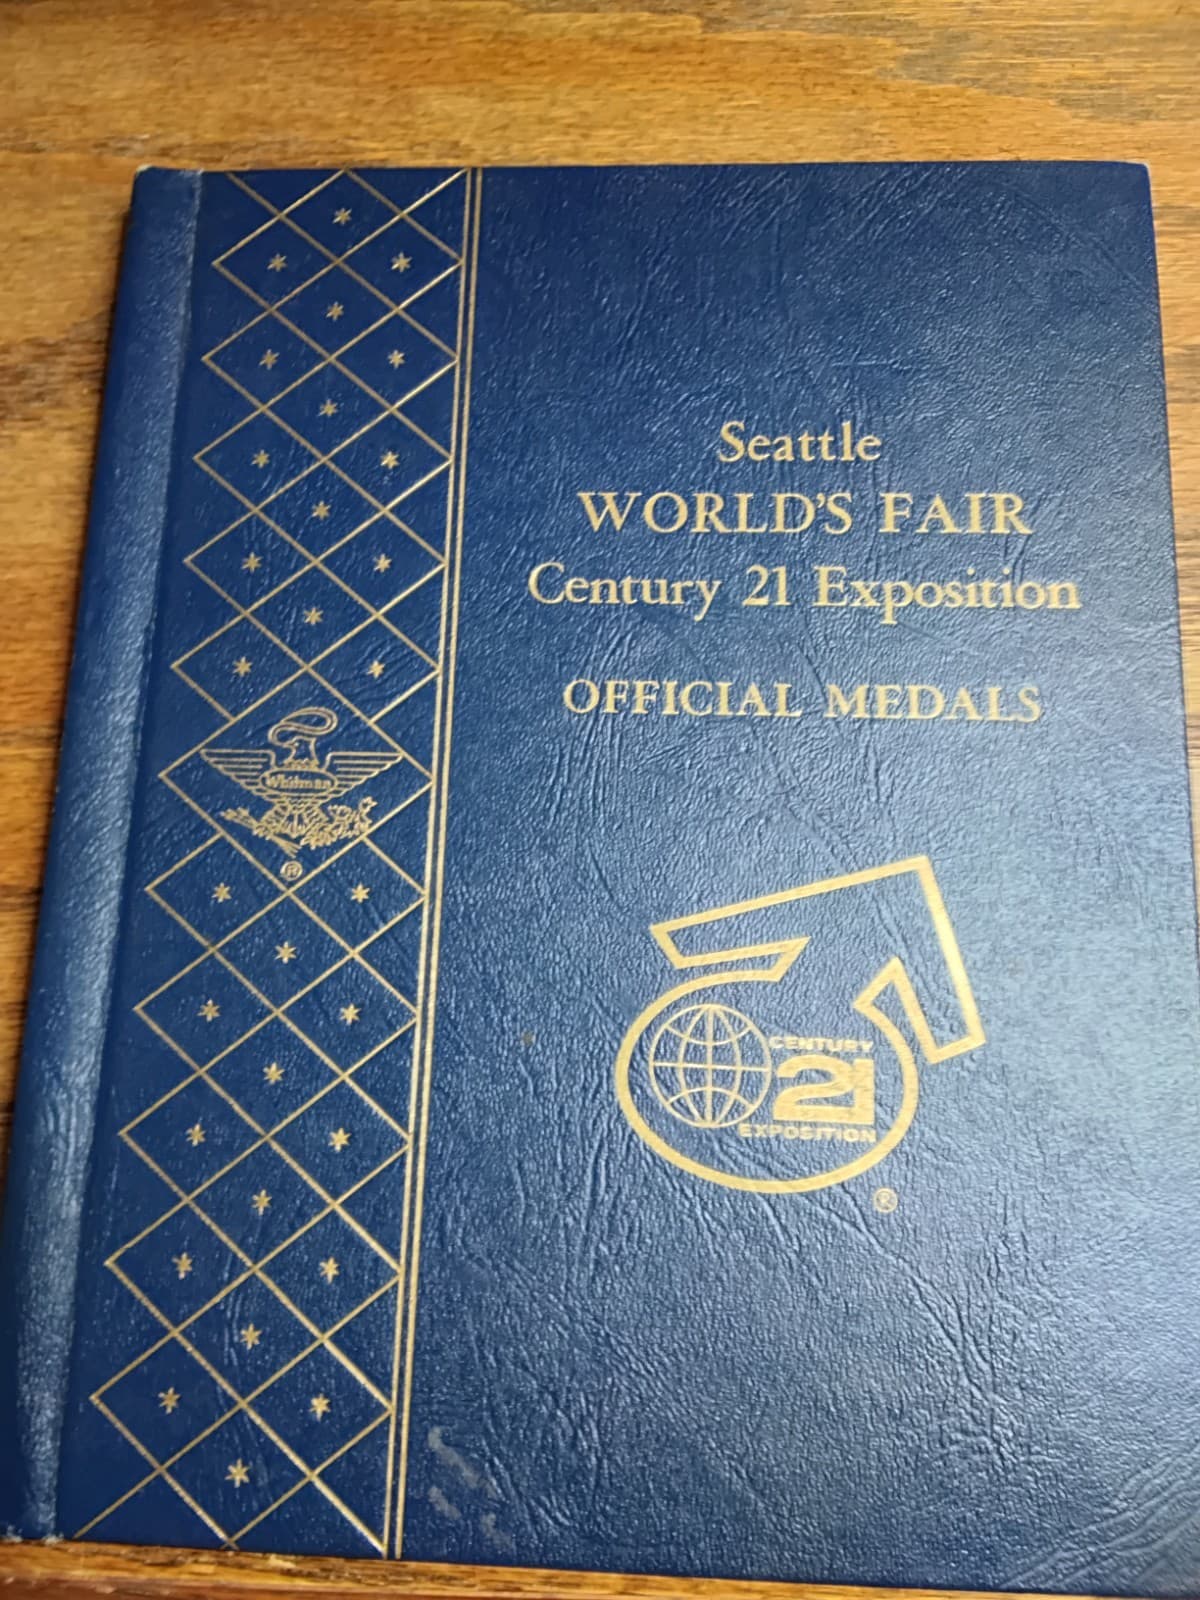 Seattle
WORLD'S FAIR
Century 21 Exposition
OFFICIAL MEDALS
Whitman
®
CENTURY
21
EXPOSITION
®